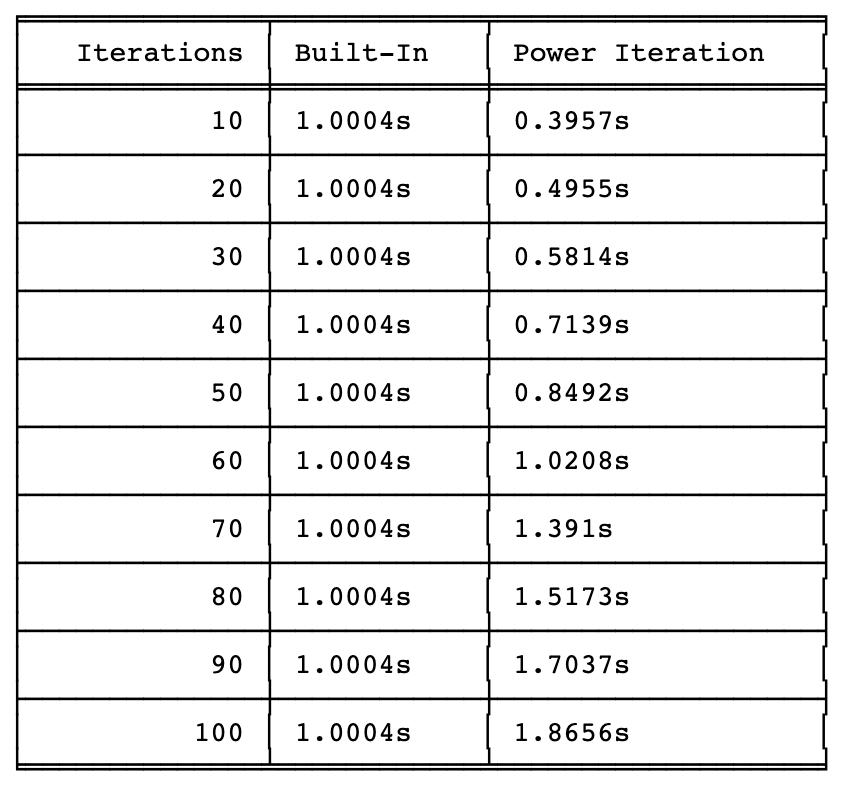 Iterations Built-In Power Iteration
10 1.0004s 0.3957s
20 1.0004s 0.4955s
30 1.0004s 0.5814s
40 1.0004s 0.7139s
50 1.0004s 0.8492s
60 1.0004s 1.0208s
70 1.0004s 1.391s
80 1.0004s 1.5173s
90 1.0004s 1.7037s
100 1.0004s 1.8656s